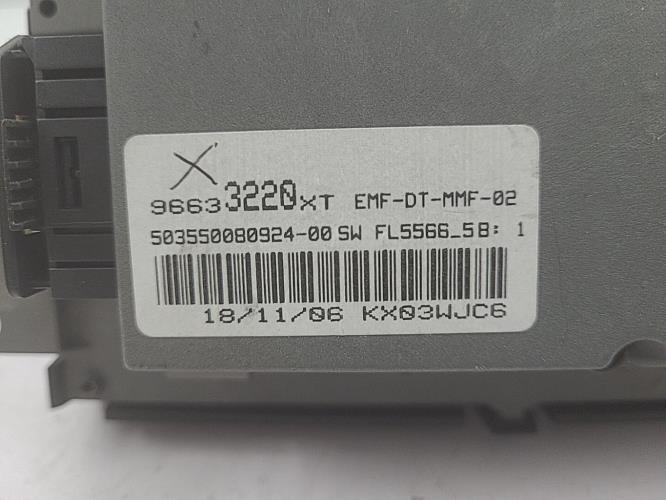 X
96633220XT EMF-DT-MMF-02
503550080924-00 SW FL5566_5B: 1
18/11/06 KX03WJC6